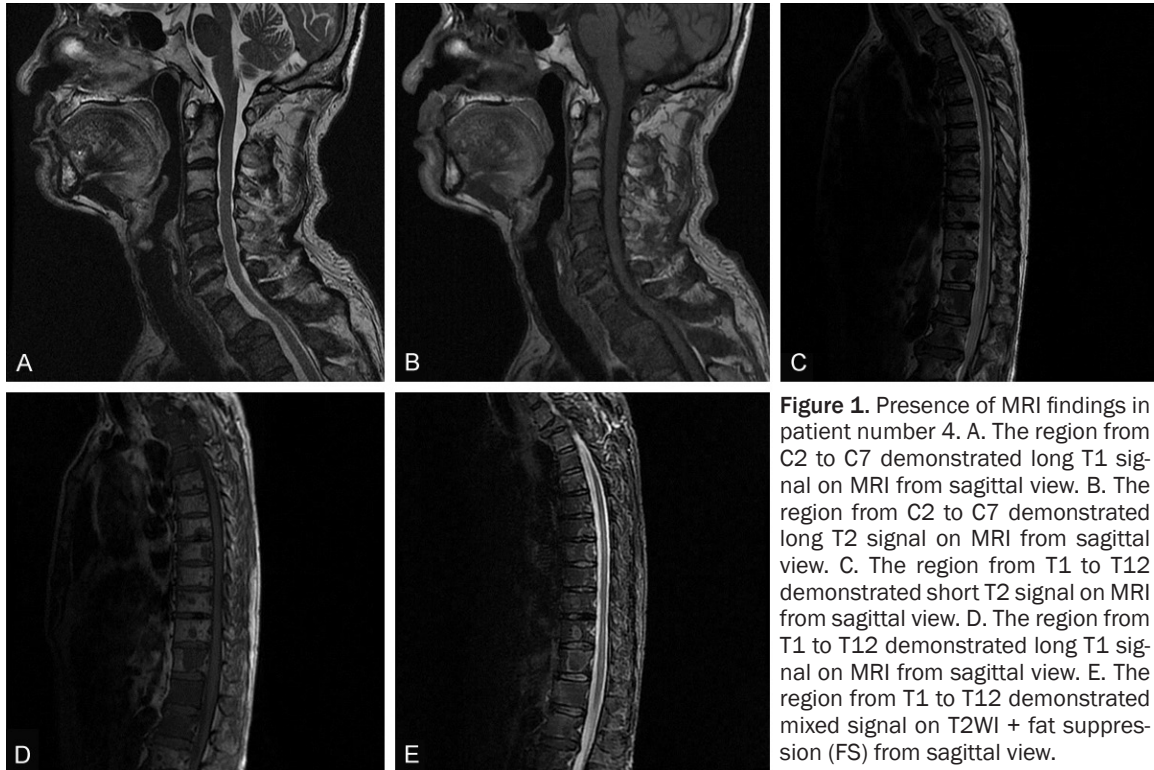 A
B
C
D
E
Figure 1. Presence of MRI findings in
patient number 4. A. The region from
C2 to C7 demonstrated long T1 sig-
nal on MRI from sagittal view. B. The
region from C2 to C7 demonstrated
long T2 signal on MRI from sagittal
view. C. The region from T1 to T12
demonstrated short T2 signal on MRI
from sagittal view. D. The region from
T1 to T12 demonstrated long T1 sig-
nal on MRI from sagittal view. E. The
region from T1 to T12 demonstrated
mixed signal on T2WI + fat suppres-
sion (FS) from sagittal view.